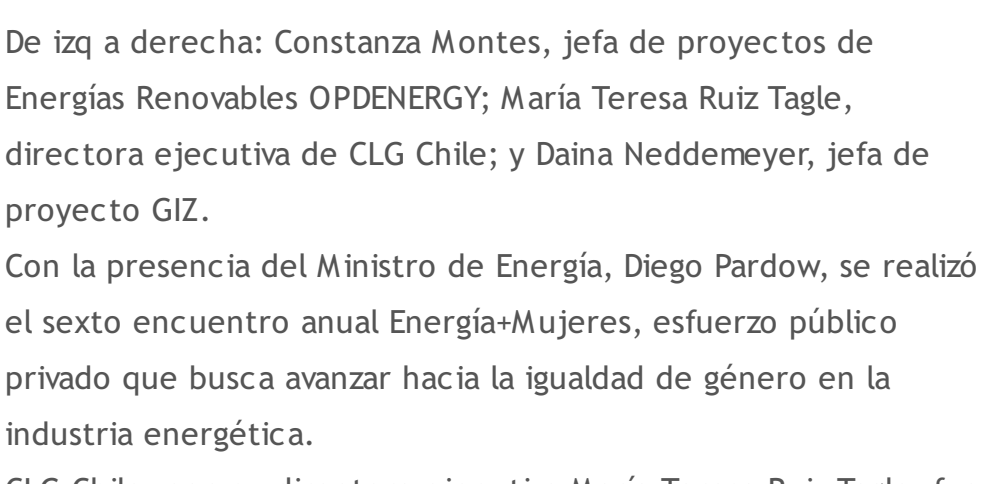 De izq a derecha: Constanza Montes, jefa de proyectos de
Energías Renovables OPDENERGY; María Teresa Ruiz Tagle,
directora ejecutiva de CLG Chile; y Daina Neddemeyer, jefa de
proyecto GIZ.
Con la presencia del Ministro de Energía, Diego Pardow, se realizó
el sexto encuentro anual Energía+Mujeres, esfuerzo público
privado que busca avanzar hacia la igualdad de género en la
industria energética.